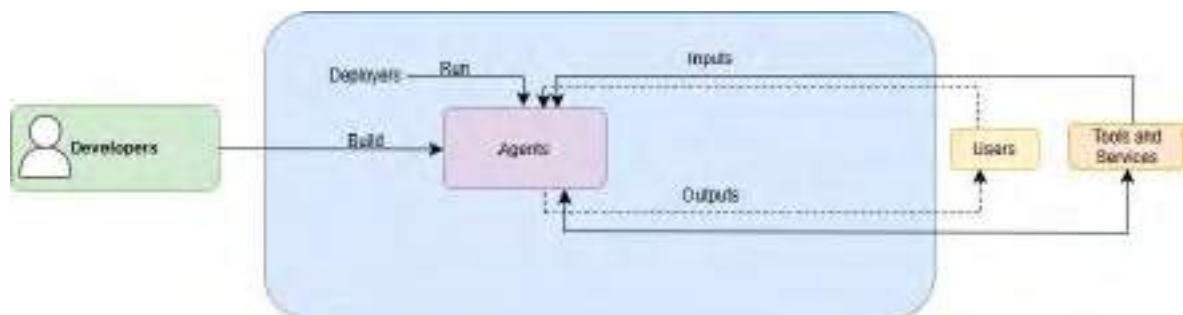 Inputs
Deployers
Run
Developers
Build
Agents
Users
Tools and
Services
Outputs